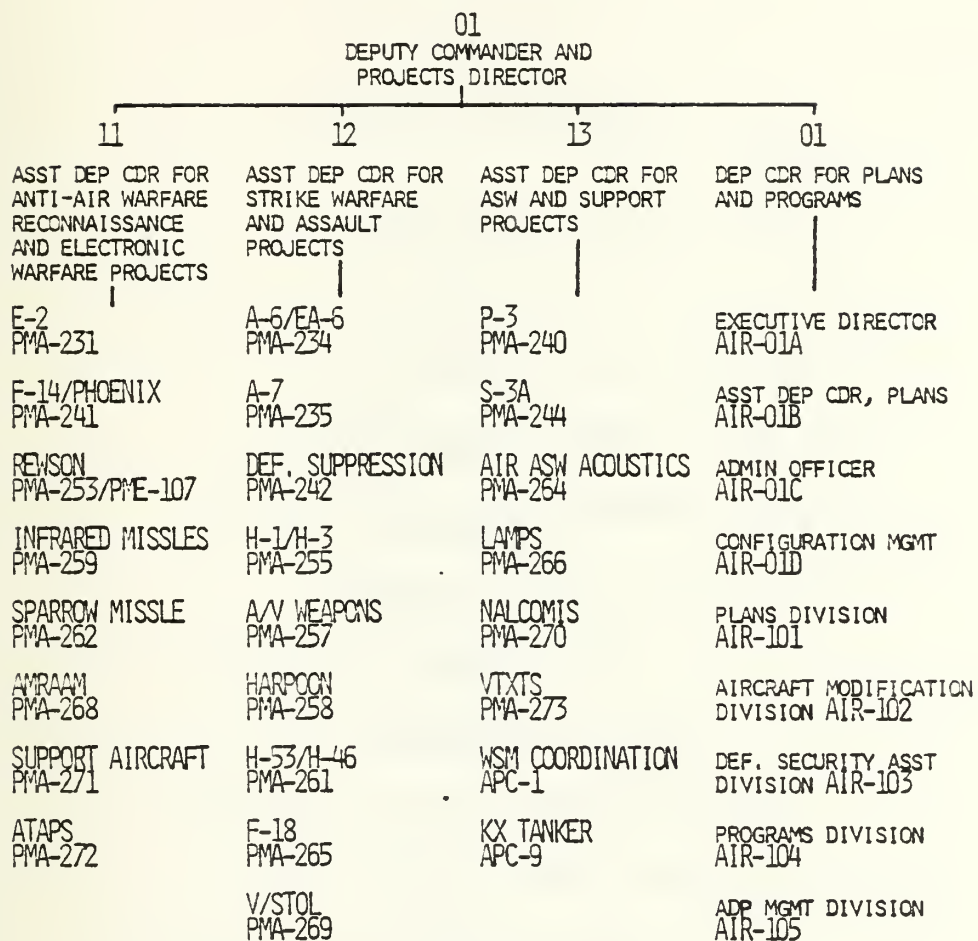 01
DEPUTY COMMANDER AND
PROJECTS DIRECTOR
11
ASST DEP CDR FOR
ANTI-AIR WARFARE
RECONNAISSANCE
AND ELECTRONIC
WARFARE PROJECTS
E-2
PMA-231
F-14/PHOENIX
PMA-241
REWSON
PMA-253/PME-107
INFRARED MISSLES
PMA-259
SPARROW MISSLE
PMA-262
AMRAAM
PMA-268
SUPPORT AIRCRAFT
PMA-271
ATAPS
PMA-272
12
ASST DEP CDR FOR
STRIKE WARFARE
AND ASSAULT
PROJECTS
A-6/EA-6
PMA-234
A-7
PMA-235
DEF. SUPPRESSION
PMA-242
H-1/H-3
PMA-255
A/V WEAPONS
PMA-257
HARPOON
PMA-258
H-53/H-46
PMA-261
F-18
PMA-265
V/STOL
PMA-269
13
ASST DEP CDR FOR
ASW AND SUPPORT
PROJECTS
P-3
PMA-240
S-3A
PMA-244
AIR ASW ACOUSTICS
PMA-264
LAMPS
PMA-266
NALCOMIS
PMA-270
VTXTS
PMA-273
WSM COORDINATION
APC-1
KX TANKER
APC-9
01
DEP CDR FOR PLANS
AND PROGRAMS
EXECUTIVE DIRECTOR
AIR-01A
ASST DEP CDR, PLANS
AIR-01B
ADMIN OFFICER
AIR-01C
CONFIGURATION MGMT
AIR-01D
PLANS DIVISION
AIR-101
AIRCRAFT MODIFICATION
DIVISION AIR-102
DEF. SECURITY ASST
DIVISION AIR-103
PROGRAMS DIVISION
AIR-104
ADP MGMT DIVISION
AIR-105